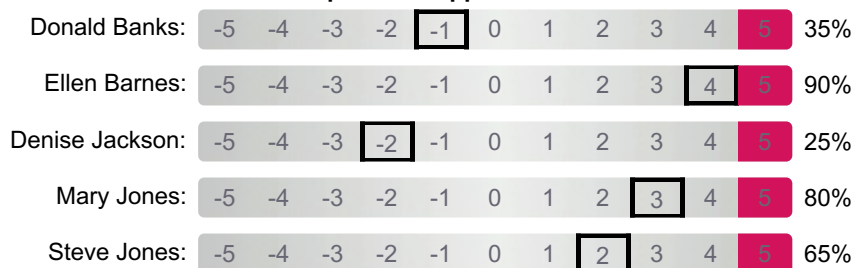 Donald Banks: -5 -4 -3 -2 -1 0 1 2 3 4 5 35%
Ellen Barnes: -5 -4 -3 -2 -1 0 1 2 3 4 5 90%
Denise Jackson: -5 -4 -3 -2 -1 0 1 2 3 4 5 25%
Mary Jones: -5 -4 -3 -2 -1 0 1 2 3 4 5 80%
Steve Jones: -5 -4 -3 -2 -1 0 1 2 3 4 5 65%